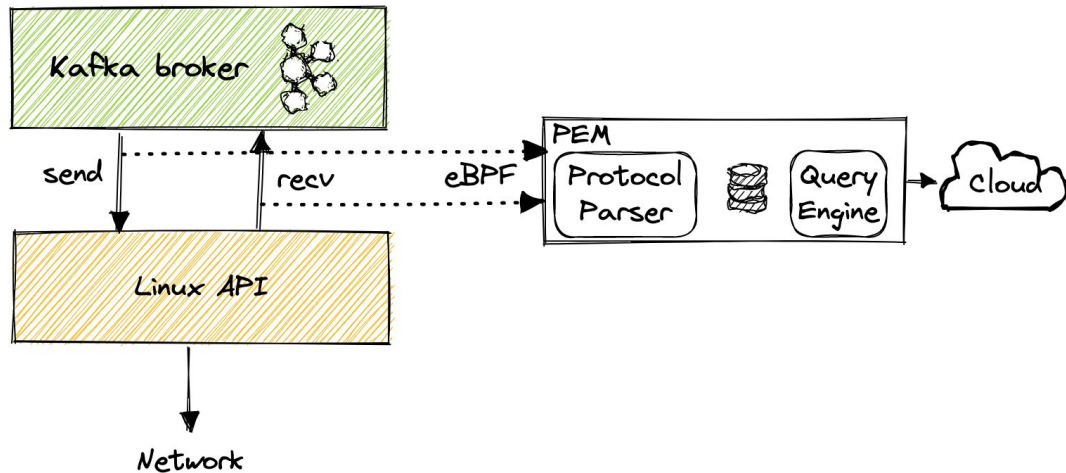 Kafka broker
PEM
send
recv
eBPF
Protocol
Parser
Query
Engine
Cloud
Linux API
Network